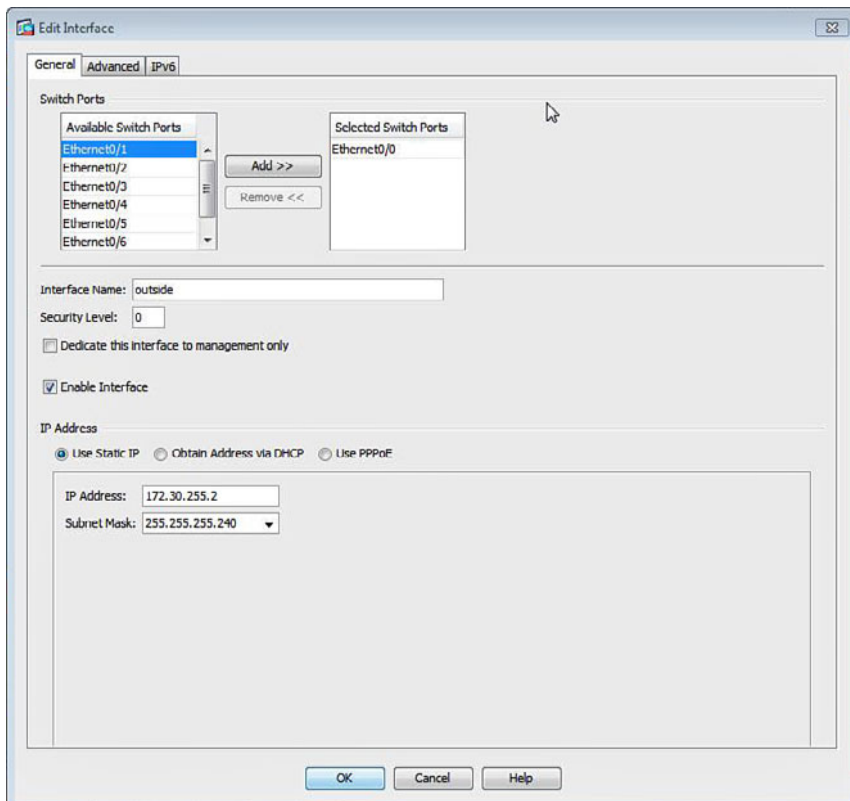 Edit Interface
General Advanced IPv6
Switch Ports
Available Switch Ports
Ethernet0/1
Ethernet0/2
Ethernet0/3
Ethernet0/4
Ethernet0/5
Ethernet0/6
Add >>
Remove <<
Selected Switch Ports
Ethernet0/0
Interface Name: outside
Security Level: 0
Dedicate this interface to management only
Enable Interface
IP Address
Use Static IP Obtain Address via DHCP Use PPPoE
IP Address: 172.30.255.2
Subnet Mask: 255.255.255.240
OK Cancel Help